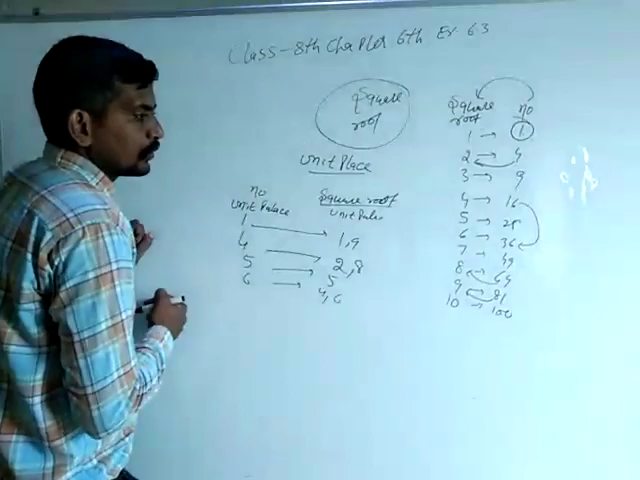 Class-8th Chapter 6th Ex-6.3
Square
root
Unit Place
no
Unit Palace
Square root
Unit Palac
1 → 1,9
4 → 2,8
5 → 5
6 → 4,6
Square
root
no
1 → 1
2 → 4
3 → 9
4 → 16
5 → 25
6 → 36
7 → 49
8 → 64
9 → 81
10 → 100